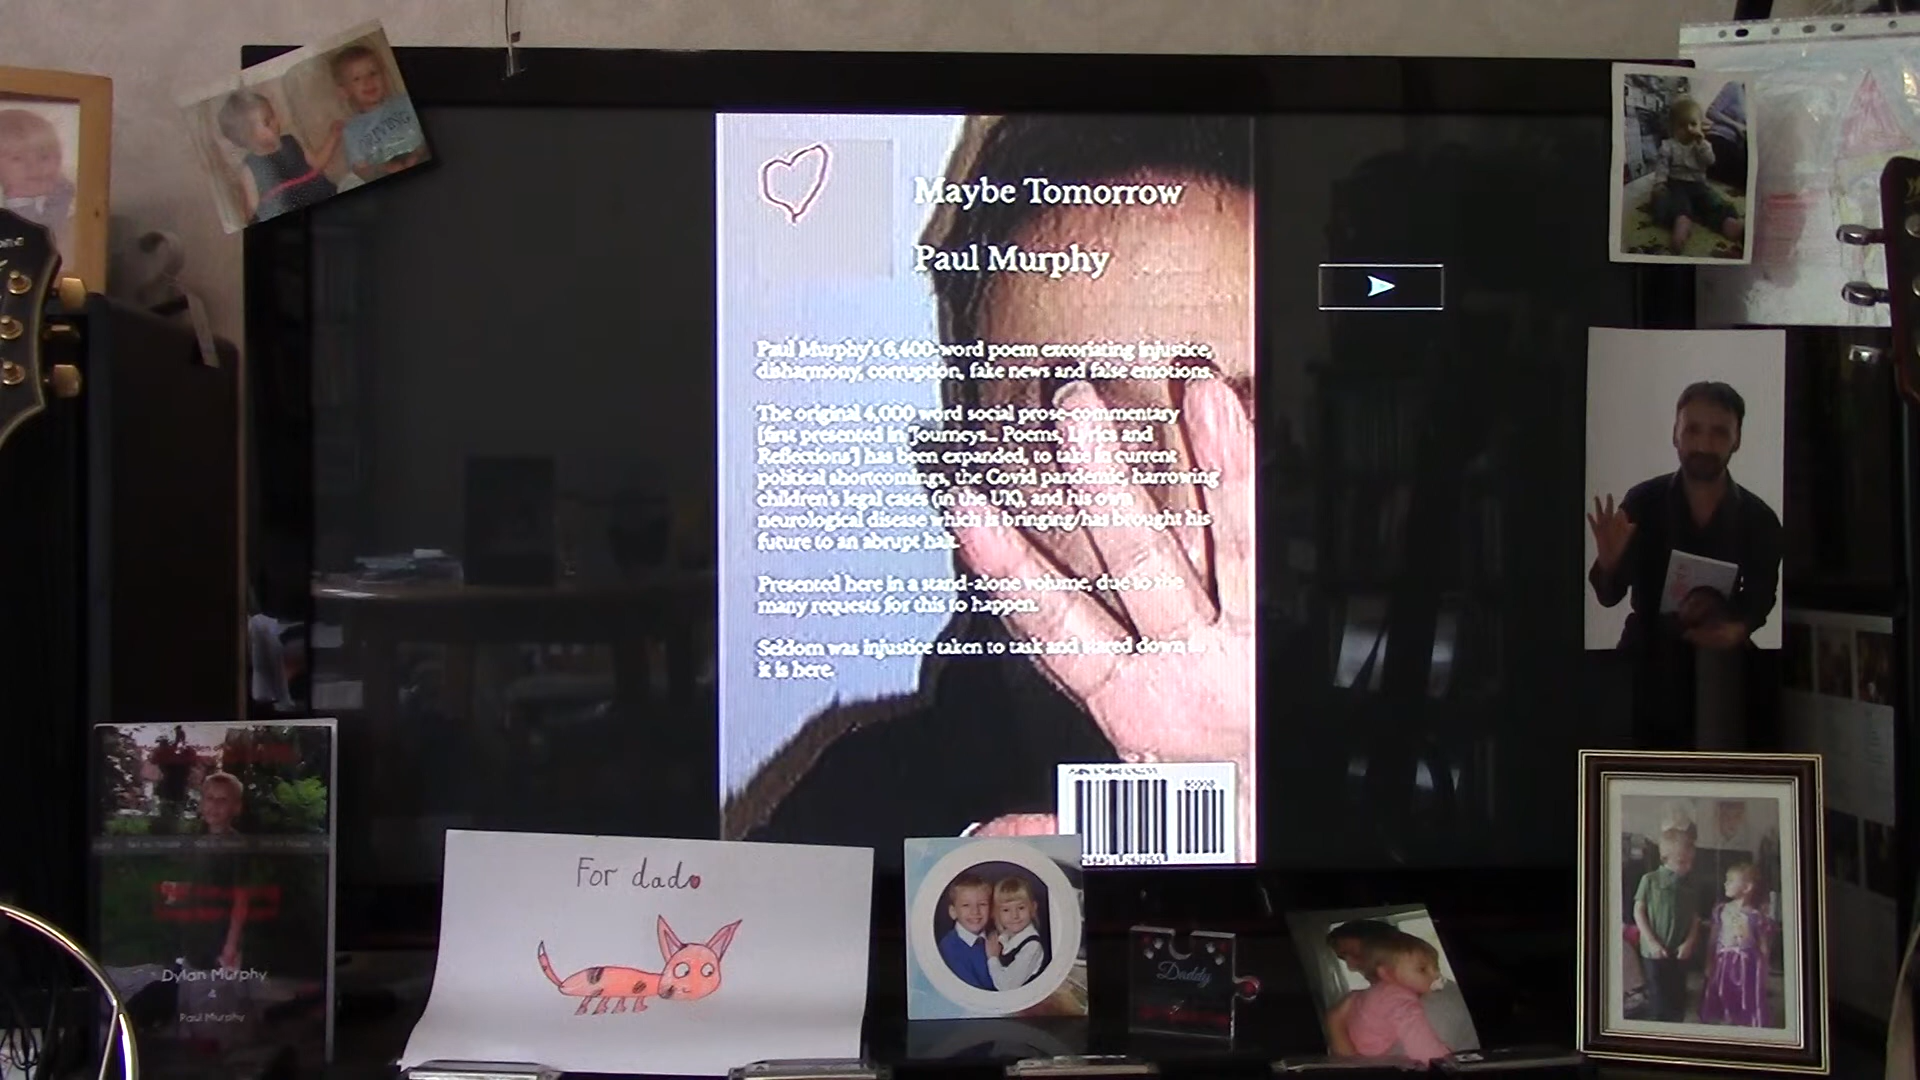 Maybe Tomorrow
Paul Murphy
Paul Murphy's 6,400-word poem excoriating injustice,
disharmony, corruption, fake news and false emotions.
The original 4,000 word social prose-commentary
[first presented in 'Journeys... Poems, Lyrics and
Reflections'] has been expanded, to take in current
political shortcomings, the Covid pandemic, harrowing
children's legal cases (in the UK), and his own
neurological disease which is bringing/has brought his
future to an abrupt halt.
Presented here in a stand-alone volume, due to the
many requests for this to happen.
Seldom was injustice taken to task and stared down as
it is here.
For dad
Daddy
Dylan Murphy
&
Paul Murphy